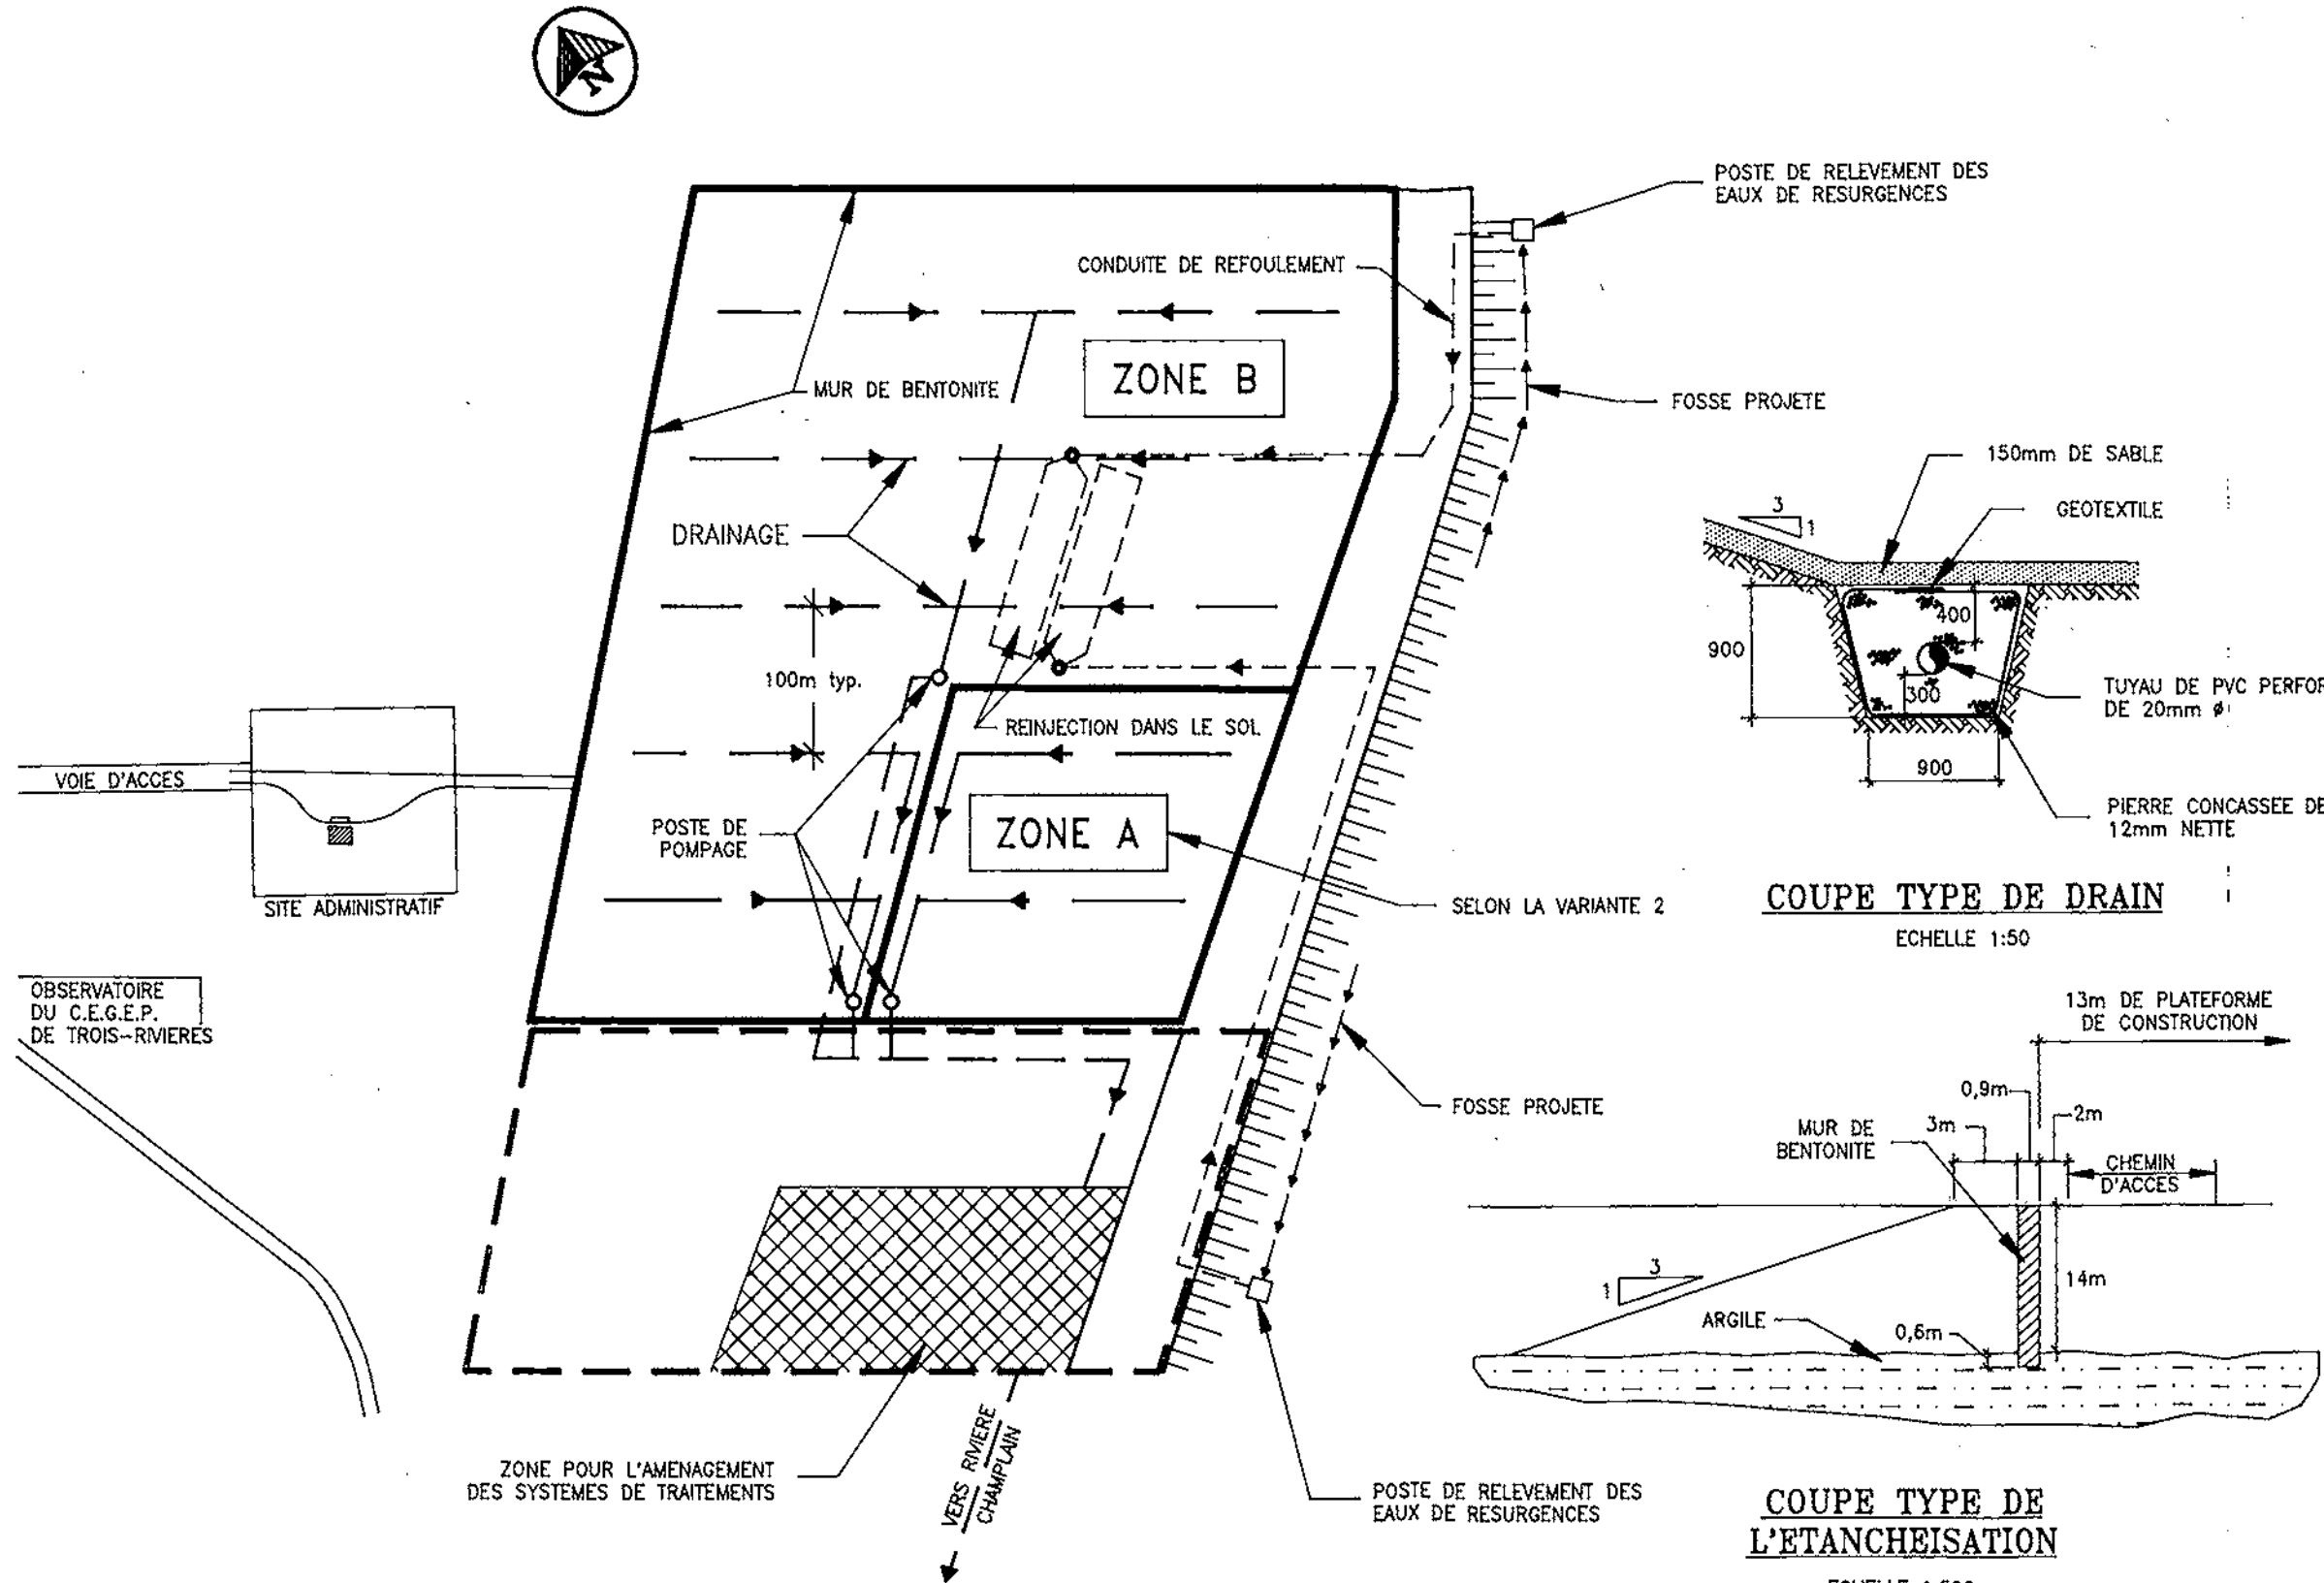 N
POSTE DE RELEVEMENT DES
EAUX DE RESURGENCES
CONDUITE DE REFOULEMENT
ZONE B
MUR DE BENTONITE
FOSSE PROJETE
150mm DE SABLE
GEOTEXTILE
3
1
DRAINAGE
400
900
300
TUYAU DE PVC PERFOR
DE 20mm ø
900
PIERRE CONCASSEE DE
12mm NETTE
COUPE TYPE DE DRAIN
ECHELLE 1:50
100m typ.
REINJECTION DANS LE SOL
VOIE D'ACCES
POSTE DE
POMPAGE
ZONE A
SITE ADMINISTRATIF
SELON LA VARIANTE 2
OBSERVATOIRE
DU C.E.G.E.P.
DE TROIS-RIVIERES
13m DE PLATEFORME
DE CONSTRUCTION
FOSSE PROJETE
0,9m
2m
MUR DE
BENTONITE
3m
CHEMIN
D'ACCES
3
1
14m
ARGILE
0,6m
ZONE POUR L'AMENAGEMENT
DES SYSTEMES DE TRAITEMENTS
VERS RIVIERE
CHAMPLAIN
POSTE DE RELEVEMENT DES
EAUX DE RESURGENCES
COUPE TYPE DE
L'ETANCHEISATION